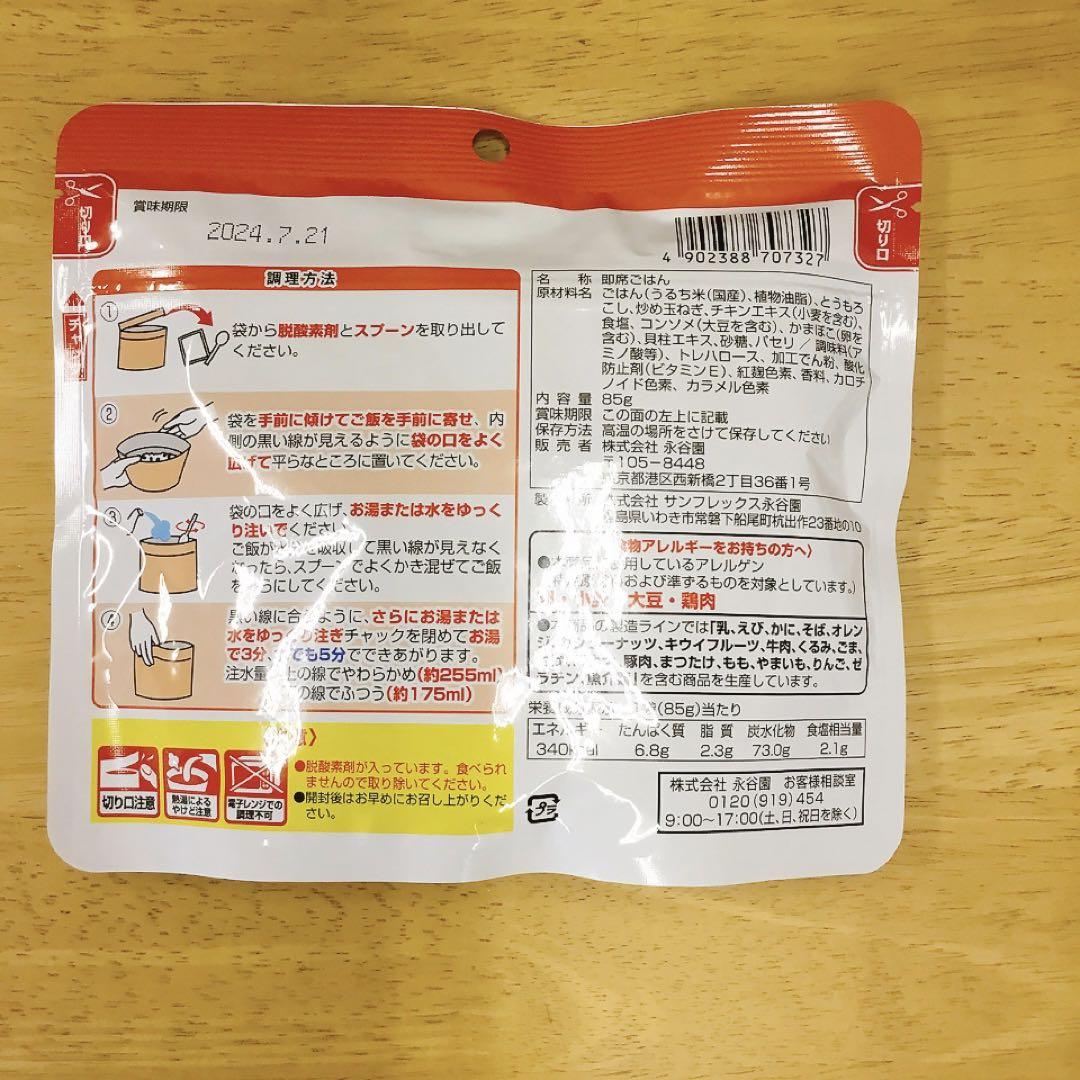 切り口
賞味期限
2024.7.21
4 902388 707327
切り口
調理方法
①
袋から脱酸素剤とスプーンを取り出して
ください。
②
袋を手前に傾けてご飯を手前に寄せ、内
側の黒い線が見えるように袋の口をよく
広げて平らなところに置いてください。
③
袋の口をよく広げ、お湯または水をゆっく
り注いでください
ご飯が を吸収して黒い線が見えなく
なったら、スプーンでよくかき混ぜてご飯
を らにしてください。
④
黒い線に合うように、さらにお湯または
水をゆっくり注ぎチャックを閉めてお湯
で3分、 でも5分でできあがります。
注水量 上の線でやわらかめ(約255ml)
の線でふつう(約175ml)
意〉
切り口注意
熱湯による
やけど注意
電子レンジでの
調理不可
●脱酸素剤が入っています。食べられ
ませんので取り除いてください。
●開封後はお早めにお召し上がりくだ
さい。
名称 即席ごはん
原材料名 ごはん(うるち米(国産)、植物油脂)、とうもろ
こし、炒め玉ねぎ、チキンエキス(小麦を含む)、
食塩、コンソメ(大豆を含む)、かまぼこ(卵を
含む)、貝柱エキス、砂糖、パセリ/調味料(ア
ミノ酸等)、トレハロース、加工でん粉、酸化
防止剤(ビタミンE)、紅麹色素、香料、カロチ
ノイド色素、カラメル色素
内容量 85g
賞味期限 この面の左上に記載
保存方法 高温の場所をさけて保存してください
販売者 株式会社 永谷園
〒105-8448
東京都港区西新橋2丁目36番1号
製 所 株式会社 サンフレックス永谷園
島県いわき市常磐下船尾町杭出作23番地の10
物アレルギーをお持ちの方へ〉
● 用しているアレルゲン
および準ずるものを対象としています。)
大豆・鶏肉
● の製造ラインでは「乳、えび、かに、そば、オレン
ジ、 ーナッツ、キウイフルーツ、牛肉、くるみ、ごま、
豚肉、まつたけ、もも、やまいも、りんご、ゼ
ラチン、魚介 」を含む商品を生産しています。
栄養 (85g)当たり
エネルギー たんぱく質 脂質 炭水化物 食塩相当量
340kcal 6.8g 2.3g 73.0g 2.1g
プラ
株式会社 永谷園 お客様相談室
0120(919)454
9:00~17:00(土、日、祝日を除く)